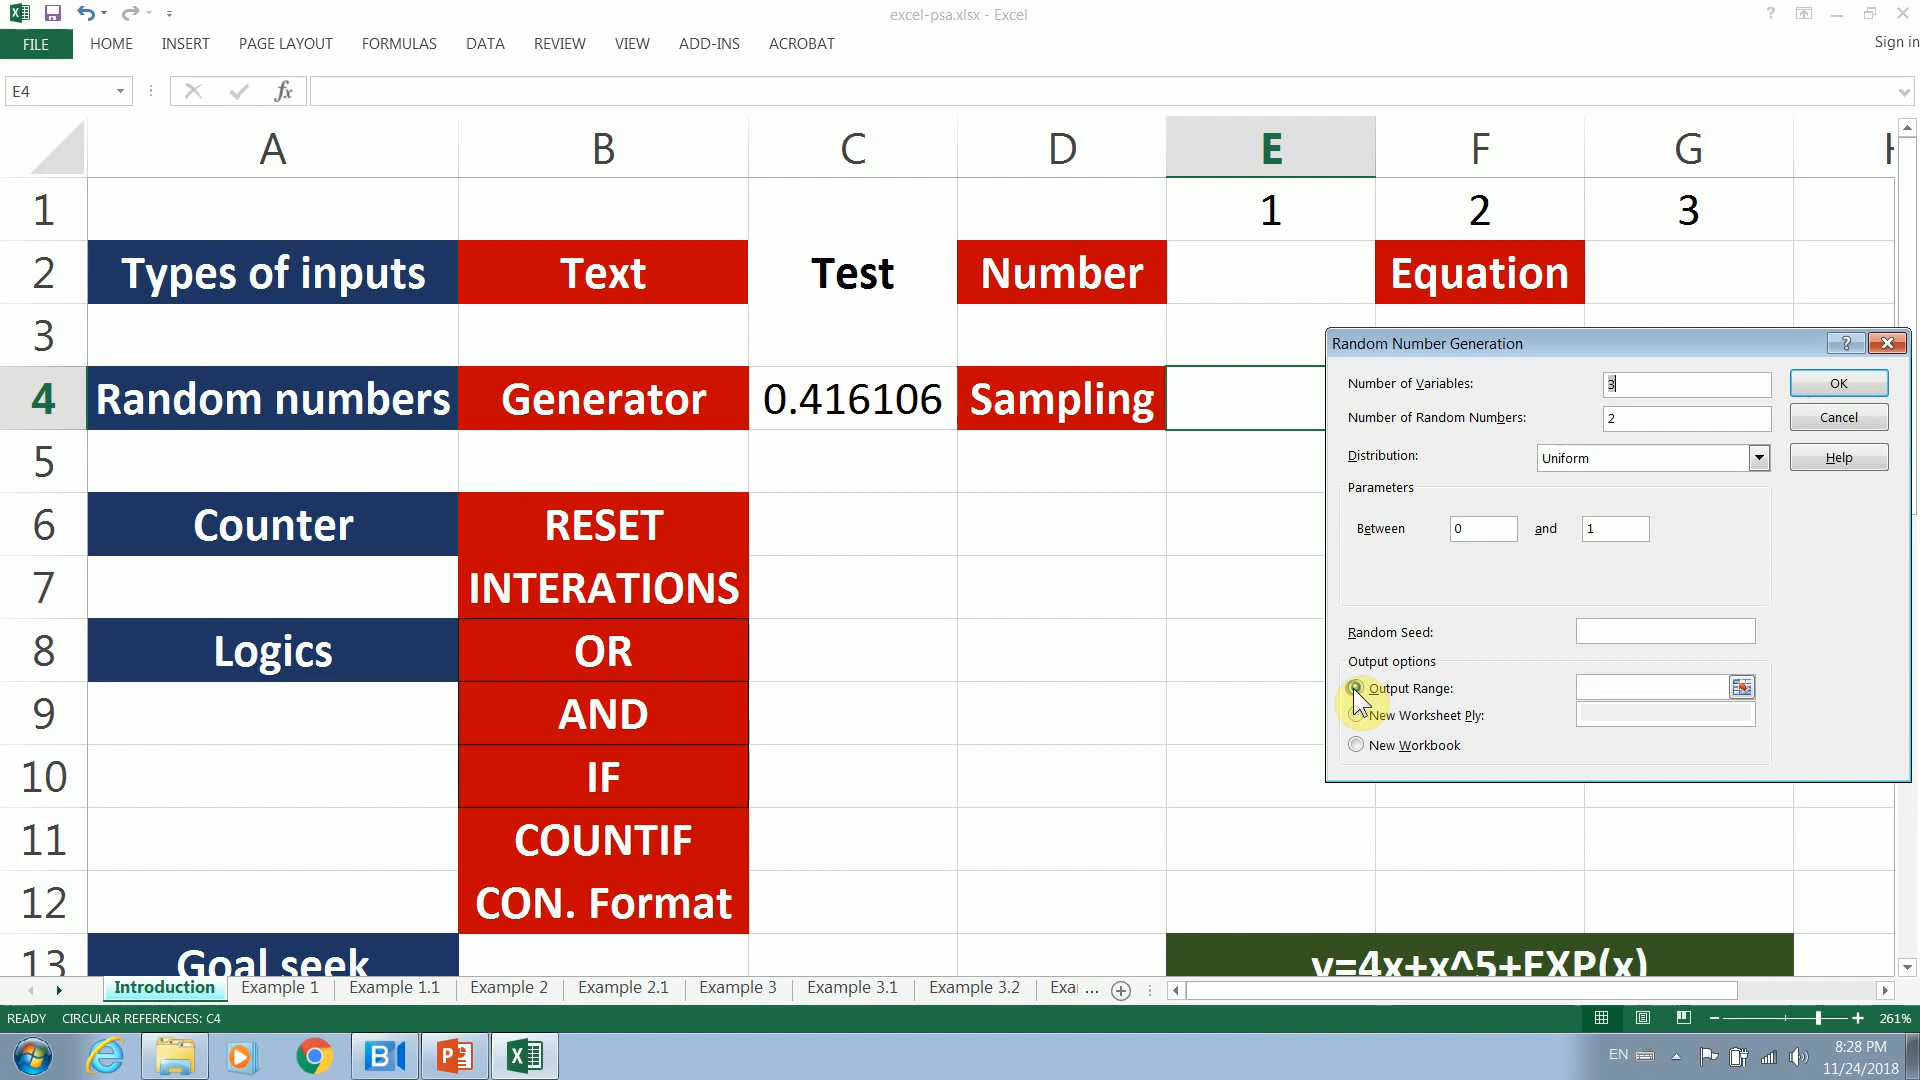 excel-psa.xlsx - Excel
FILE HOME INSERT PAGE LAYOUT FORMULAS DATA REVIEW VIEW ADD-INS ACROBAT Sign in
E4 fx
A B C D E F G
1 1 2 3
2 Types of inputs Text Test Number Equation
3
4 Random numbers Generator 0.416106 Sampling
5
6 Counter RESET
7 INTERATIONS
8 Logics OR
9 AND
10 IF
11 COUNTIF
12 CON. Format
13 Goal seek y=4x+x^5+EXP(x)
Random Number Generation
Number of Variables: 3 OK
Number of Random Numbers: 2 Cancel
Distribution: Uniform Help
Parameters
Between 0 and 1
Random Seed:
Output options
Output Range:
New Worksheet Ply:
New Workbook
Introduction Example 1 Example 1.1 Example 2 Example 2.1 Example 3 Example 3.1 Example 3.2 Exa ...
READY CIRCULAR REFERENCES: C4 261%
EN 8:28 PM
11/24/2018